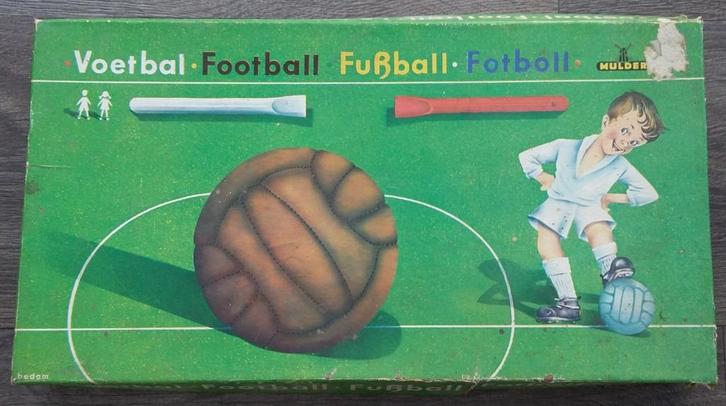 Voetbal · Football · Fußball · Fotboll ·
MULDER
bedam
Football · Fußball